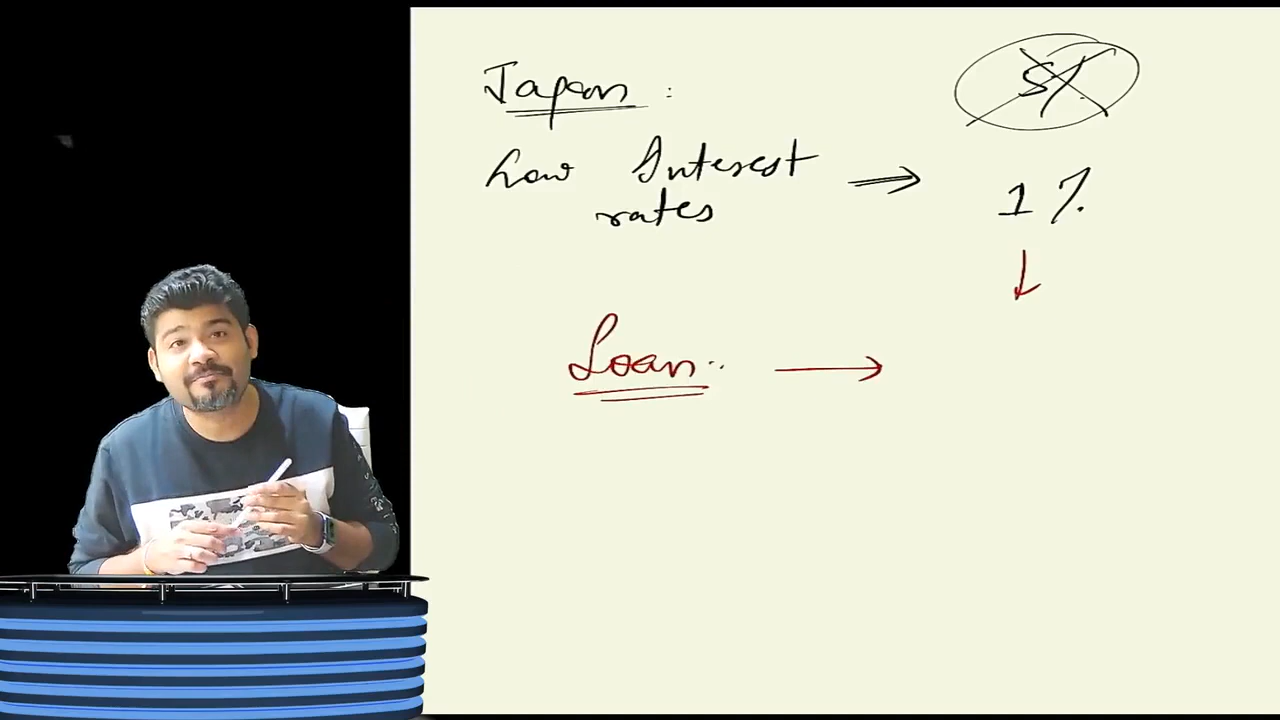 Japan :
5%
Low Interest → 1%
rates
↓
Loan.. →